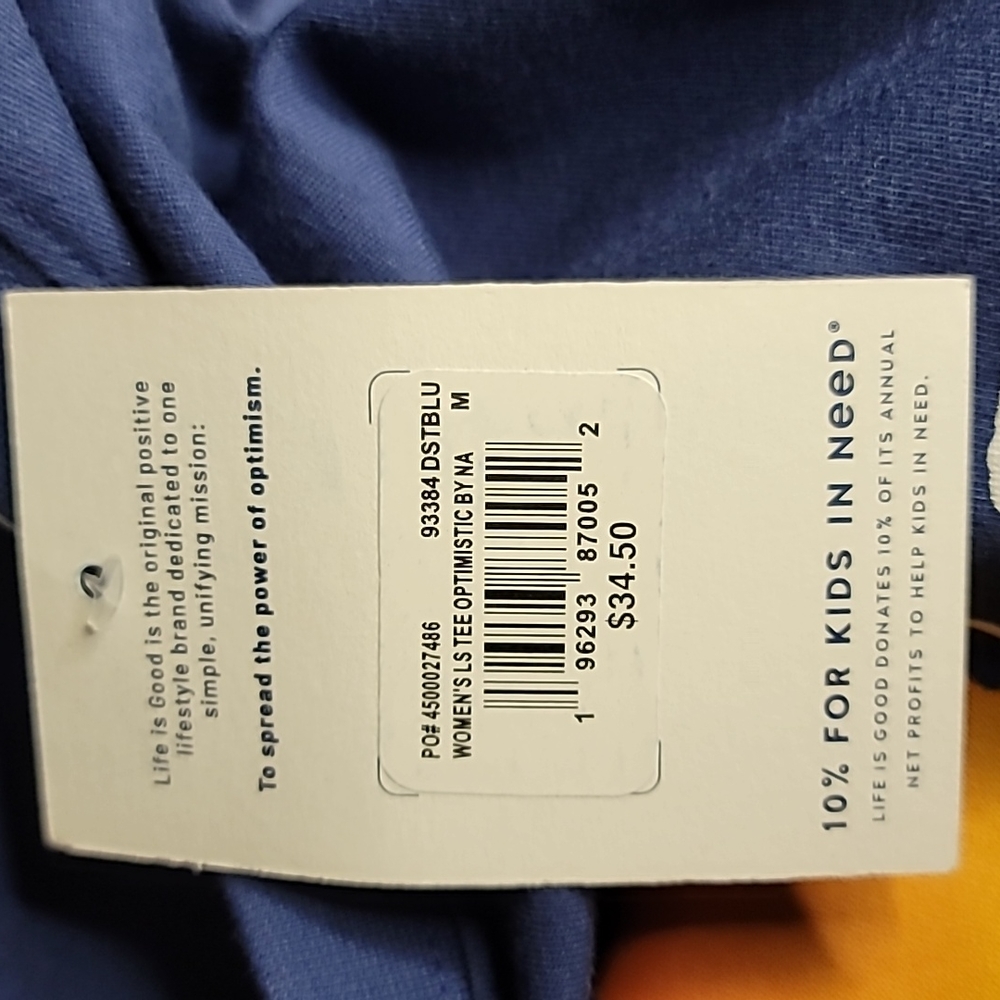 Life is Good is the original positive
lifestyle brand dedicated to one
simple, unifying mission:
To spread the power of optimism.
PO# 4500027486 93384 DSTBLU
WOMEN'S LS TEE OPTIMISTIC BY NA M
1 96293 87005 2
$34.50
10% FOR KIDS IN NeeD®
LIFE IS GOOD DONATES 10% OF ITS ANNUAL
NET PROFITS TO HELP KIDS IN NEED.